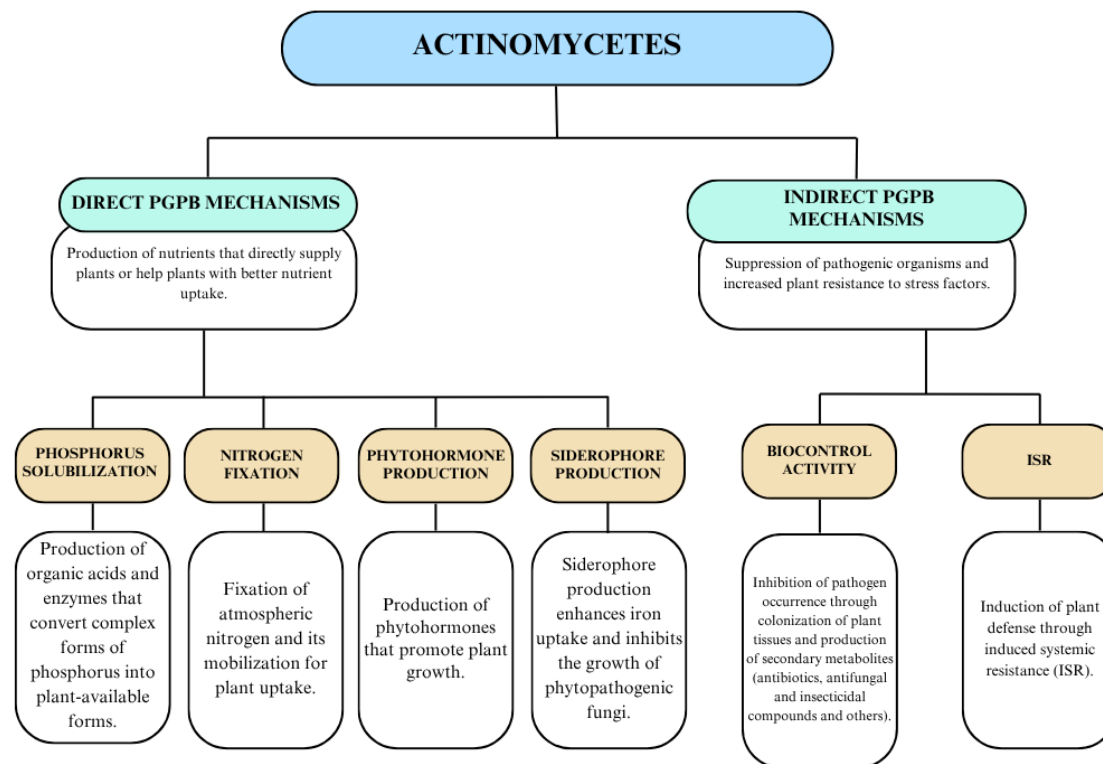 ACTINOMYCETES
DIRECT PGPB MECHANISMS
Production of nutrients that directly supply
plants or help plants with better nutrient
uptake.
INDIRECT PGPB
MECHANISMS
Suppression of pathogenic organisms and
increased plant resistance to stress factors.
PHOSPHORUS
SOLUBILIZATION
Production of
organic acids and
enzymes that
convert complex
forms of
phosphorus into
plant-available
forms.
NITROGEN
FIXATION
Fixation of
atmospheric
nitrogen and its
mobilization for
plant uptake.
PHYTOHORMONE
PRODUCTION
Production of
phytohormones
that promote plant
growth.
SIDEROPHORE
PRODUCTION
Siderophore
production
enhances iron
uptake and inhibits
the growth of
phytopathogenic
fungi.
BIOCONTROL
ACTIVITY
Inhibition of pathogen
occurrence through
colonization of plant
tissues and production
of secondary metabolites
(antibiotics, antifungal
and insecticidal
compounds and others).
ISR
Induction of plant
defense through
induced systemic
resistance (ISR).